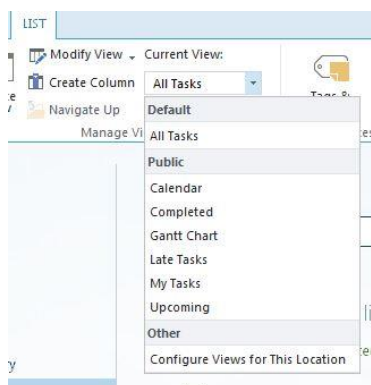 LIST
Modify View
Current View:
Create Column
All Tasks
Tags &
Navigate Up
Default
Manage Vi
All Tasks
Public
Calendar
Completed
Gantt Chart
Late Tasks
My Tasks
Upcoming
Other
Configure Views for This Location